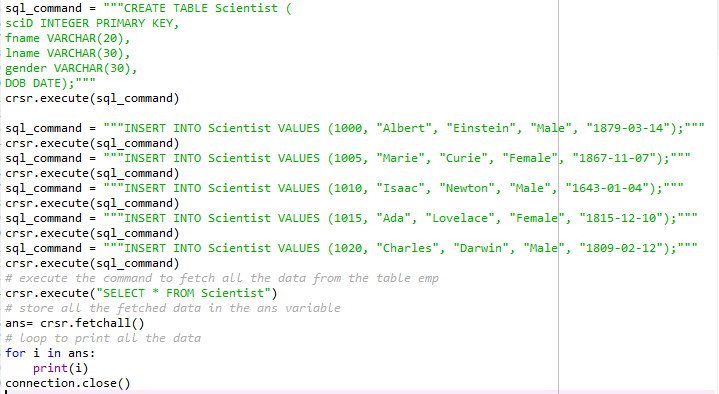 sql_command = """CREATE TABLE Scientist (
sciD INTEGER PRIMARY KEY,
fname VARCHAR(20),
lname VARCHAR(30),
gender VARCHAR(30),
DOB DATE);"""
crsr.execute(sql_command)

sql_command = """INSERT INTO Scientist VALUES (1000, "Albert", "Einstein", "Male", "1879-03-14");"""
crsr.execute(sql_command)
sql_command = """INSERT INTO Scientist VALUES (1005, "Marie", "Curie", "Female", "1867-11-07");"""
crsr.execute(sql_command)
sql_command = """INSERT INTO Scientist VALUES (1010, "Isaac", "Newton", "Male", "1643-01-04");"""
crsr.execute(sql_command)
sql_command = """INSERT INTO Scientist VALUES (1015, "Ada", "Lovelace", "Female", "1815-12-10");"""
crsr.execute(sql_command)
sql_command = """INSERT INTO Scientist VALUES (1020, "Charles", "Darwin", "Male", "1809-02-12");"""
crsr.execute(sql_command)
# execute the command to fetch all the data from the table emp
crsr.execute("SELECT * FROM Scientist")
# store all the fetched data in the ans variable
ans= crsr.fetchall()
# loop to print all the data
for i in ans:
    print(i)
connection.close()